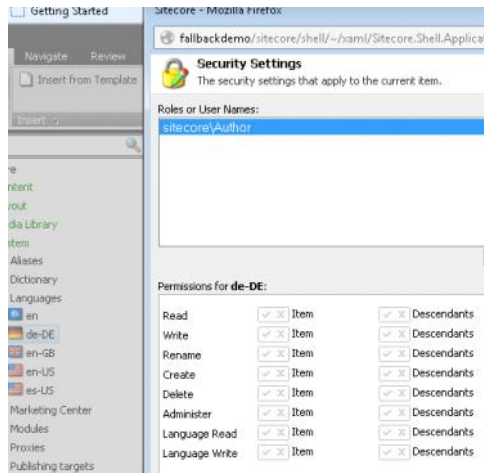 Getting Started
Sitecore - Mozilla Firefox
fallbackdemo/sitecore/shell/~/xaml/Sitecore.Shell.Applicat
Navigate Review
Insert from Template
Insert
Security Settings
The security settings that apply to the current item.
Roles or User Names:
sitecore\Author
ntent
yout
dia Library
stem
Aliases
Dictionary
Languages
en
de-DE
en-GB
en-US
es-US
Marketing Center
Modules
Proxies
Publishing targets
Permissions for de-DE:
Read Item Descendants
Write Item Descendants
Rename Item Descendants
Create Item Descendants
Delete Item Descendants
Administer Item Descendants
Language Read Item Descendants
Language Write Item Descendants